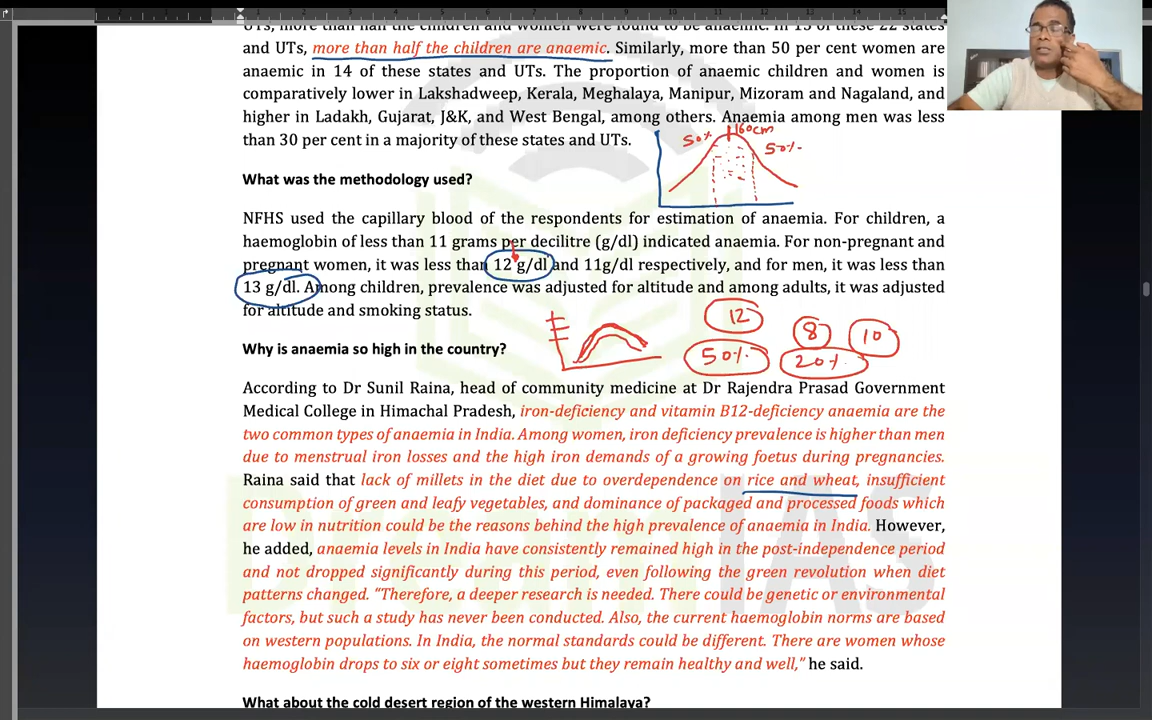 UTs, more than half the children and women were found to be anaemic. In 13 of these 22 states
and UTs, more than half the children are anaemic. Similarly, more than 50 per cent women are
anaemic in 14 of these states and UTs. The proportion of anaemic children and women is
comparatively lower in Lakshadweep, Kerala, Meghalaya, Manipur, Mizoram and Nagaland, and
higher in Ladakh, Gujarat, J&K, and West Bengal, among others. Anaemia among men was less
than 30 per cent in a majority of these states and UTs.
160cm
50%
50%
What was the methodology used?
NFHS used the capillary blood of the respondents for estimation of anaemia. For children, a
haemoglobin of less than 11 grams per decilitre (g/dl) indicated anaemia. For non-pregnant and
pregnant women, it was less than 12 g/dl and 11g/dl respectively, and for men, it was less than
13 g/dl. Among children, prevalence was adjusted for altitude and among adults, it was adjusted
for altitude and smoking status.
12
8
10
50%
20%
Why is anaemia so high in the country?
According to Dr Sunil Raina, head of community medicine at Dr Rajendra Prasad Government
Medical College in Himachal Pradesh, iron-deficiency and vitamin B12-deficiency anaemia are the
two common types of anaemia in India. Among women, iron deficiency prevalence is higher than men
due to menstrual iron losses and the high iron demands of a growing foetus during pregnancies.
Raina said that lack of millets in the diet due to overdependence on rice and wheat, insufficient
consumption of green and leafy vegetables, and dominance of packaged and processed foods which
are low in nutrition could be the reasons behind the high prevalence of anaemia in India. However,
he added, anaemia levels in India have consistently remained high in the post-independence period
and not dropped significantly during this period, even following the green revolution when diet
patterns changed. "Therefore, a deeper research is needed. There could be genetic or environmental
factors, but such a study has never been conducted. Also, the current haemoglobin norms are based
on western populations. In India, the normal standards could be different. There are women whose
haemoglobin drops to six or eight sometimes but they remain healthy and well," he said.
What about the cold desert region of the western Himalaya?